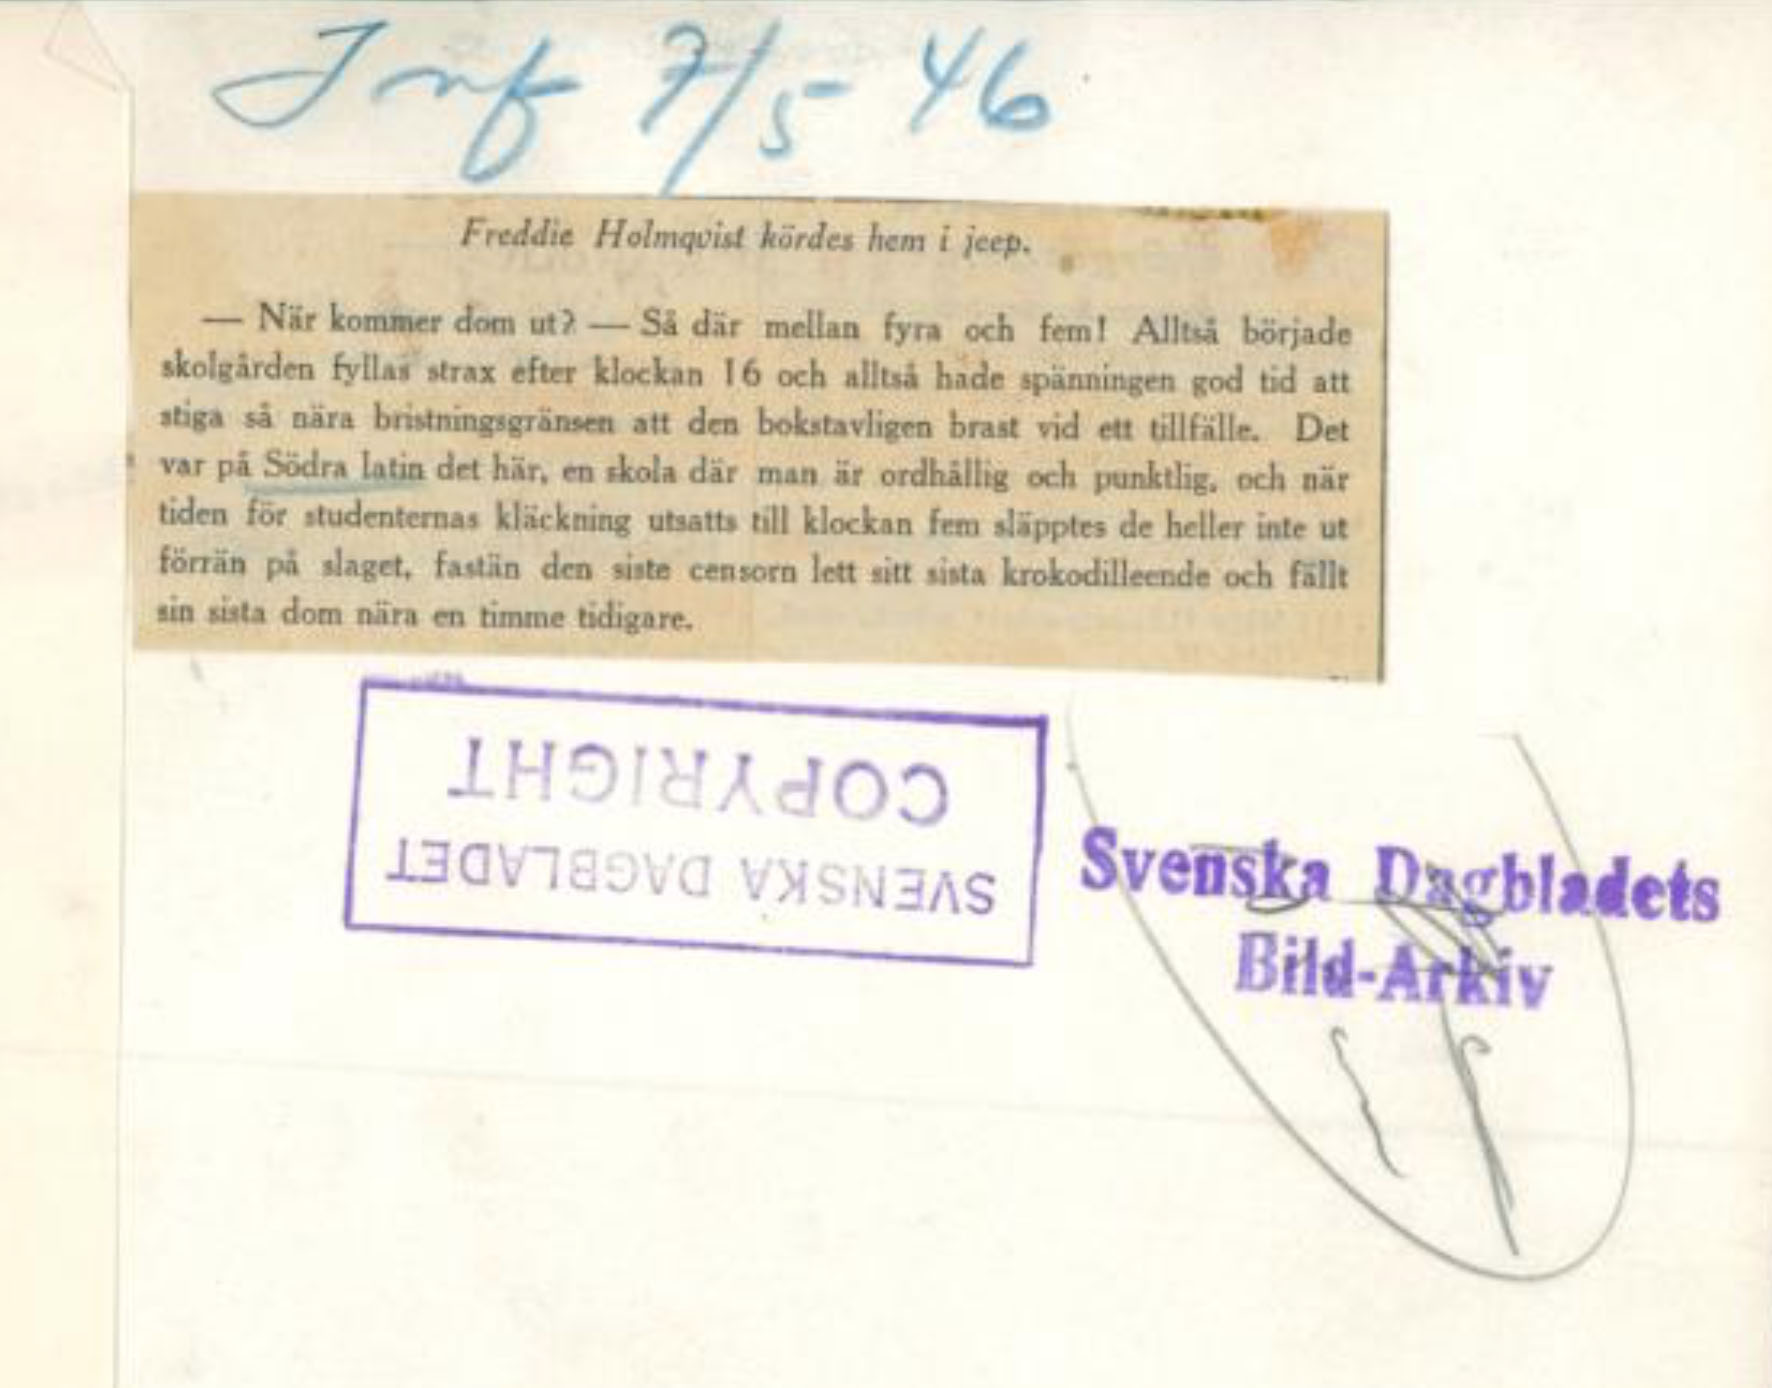 Inf 7/5 46
Freddie Holmqvist kördes hem i jeep.
— När kommer dom ut? — Så där mellan fyra och fem! Alltså började
skolgården fyllas strax efter klockan 16 och alltså hade spänningen god tid att
stiga så nära bristningsgränsen att den bokstavligen brast vid ett tillfälle. Det
var på Södra latin det här, en skola där man är ordhållig och punktlig, och när
tiden för studenternas kläckning utsatts till klockan fem släpptes de heller inte ut
förrän på slaget, fastän den siste censorn lett sitt sista krokodilleende och fällt
sin sista dom nära en timme tidigare.
SVENSKA DAGBLADET
COPYRIGHT
Svenska Dagbladets
Bild-Arkiv